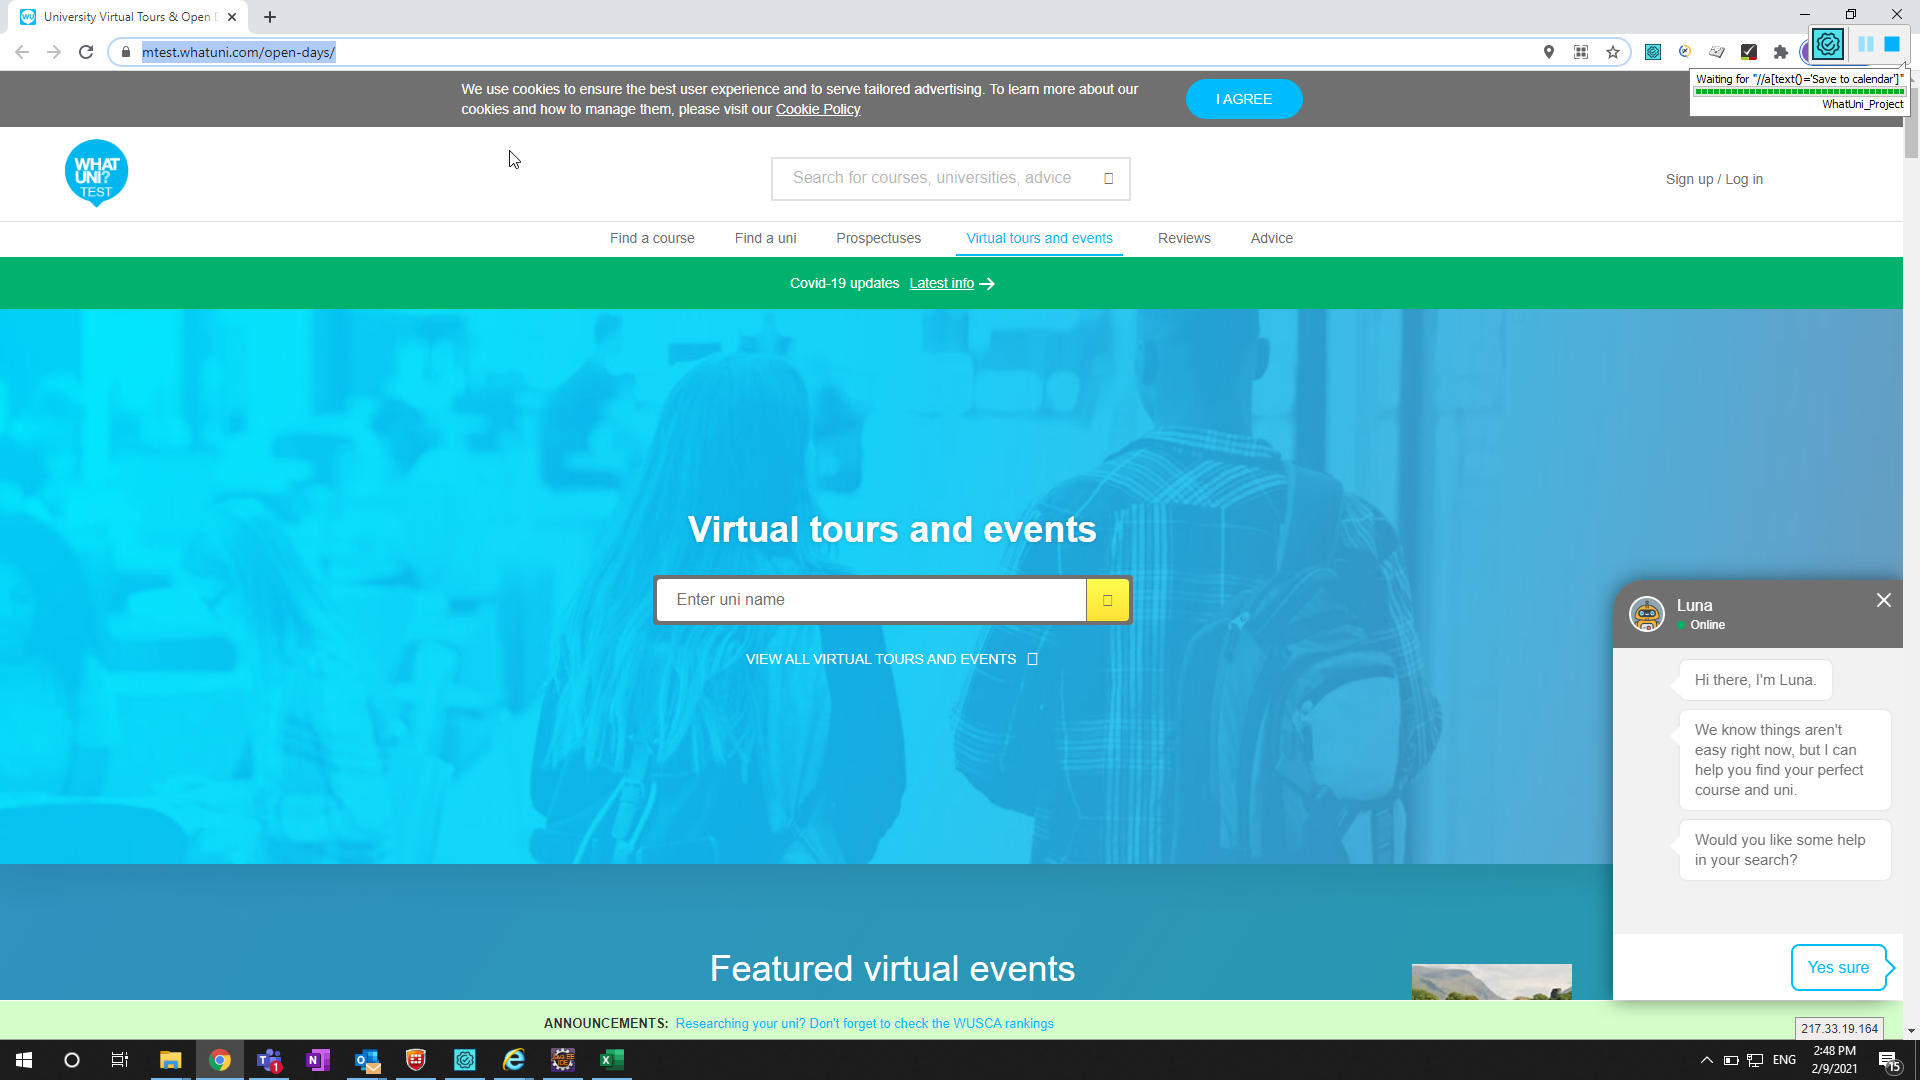 University Virtual Tours & Open
mtest.whatuni.com/open-days/
Waiting for "//a[text()='Save to calendar']"
WhatUni_Project
We use cookies to ensure the best user experience and to serve tailored advertising. To learn more about our
cookies and how to manage them, please visit our Cookie Policy
I AGREE
WHAT
UNI?
TEST
Search for courses, universities, advice
Sign up / Log in
Find a course
Find a uni
Prospectuses
Virtual tours and events
Reviews
Advice
Covid-19 updates Latest info
Virtual tours and events
Enter uni name
VIEW ALL VIRTUAL TOURS AND EVENTS
Luna
Online
Hi there, I'm Luna.
We know things aren't
easy right now, but I can
help you find your perfect
course and uni.
Would you like some help
in your search?
Yes sure
Featured virtual events
ANNOUNCEMENTS: Researching your uni? Don't forget to check the WUSCA rankings
217.33.19.164
ENG
2:48 PM
2/9/2021
15